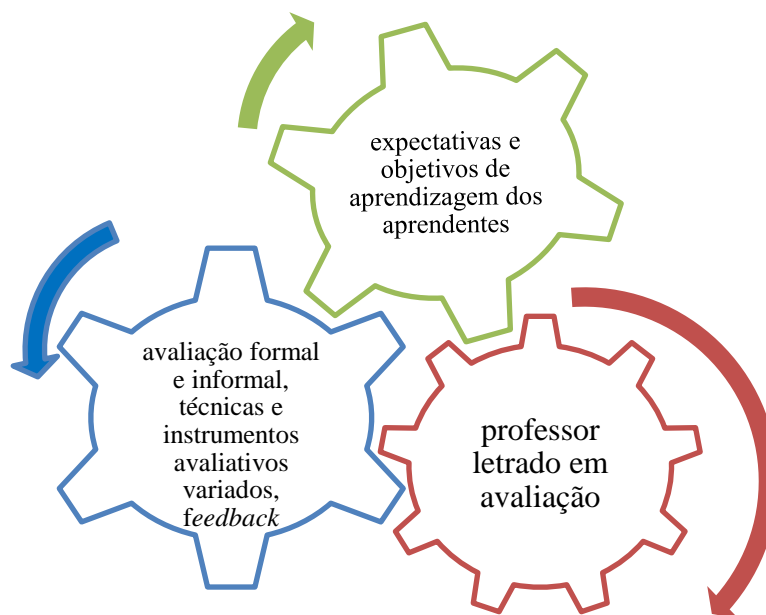 expectativas e
objetivos de
aprendizagem dos
aprendentes
avaliação formal
e informal,
técnicas e
instrumentos
avaliativos
variados,
feedback
professor
letrado em
avaliação